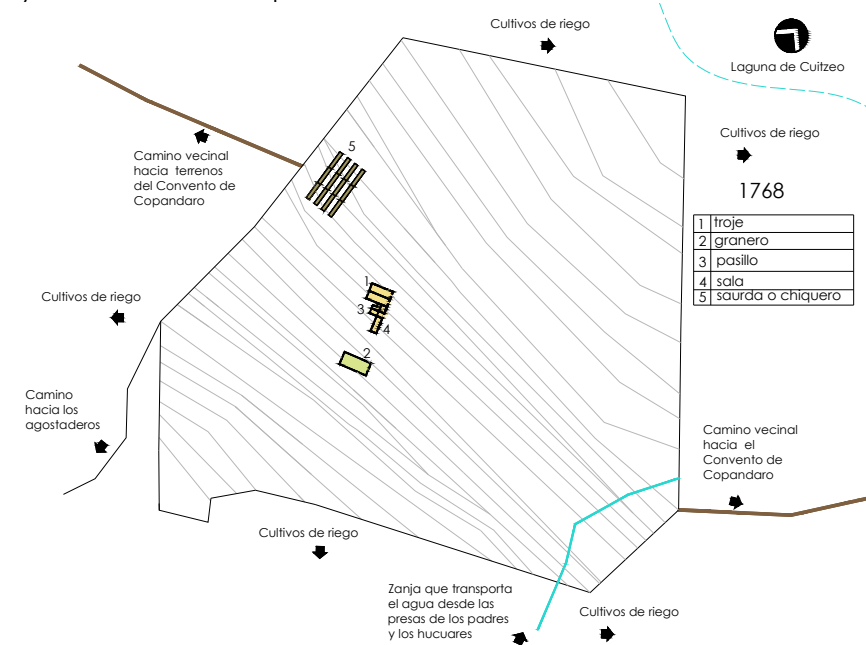 Cultivos de riego
Laguna de Cuitzeo
Cultivos de riego
Camino vecinal
hacia terrenos
del Convento de
Copandaro
5
1768
1 troje
2 granero
3 pasillo
4 sala
5 saurda o chiquero
1
3
4
2
Cultivos de riego
Camino
hacia los
agostaderos
Camino vecinal
hacia el
Convento de
Copandaro
Cultivos de riego
Zanja que transporta
el agua desde las
presas de los padres
y los hucuares
Cultivos de riego